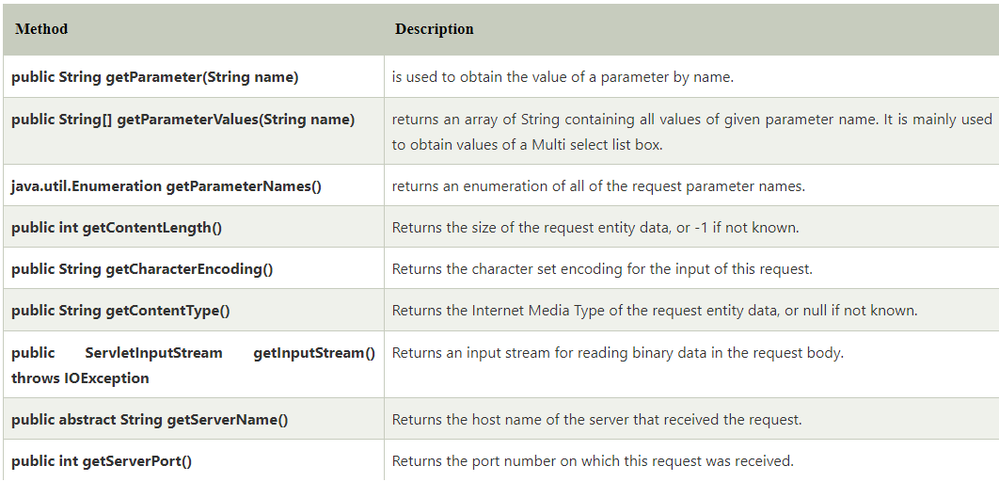 Method Description
public String getParameter(String name) is used to obtain the value of a parameter by name.
public String[] getParameterValues(String name) returns an array of String containing all values of given parameter name. It is mainly used
to obtain values of a Multi select list box.
java.util.Enumeration getParameterNames() returns an enumeration of all of the request parameter names.
public int getContentLength() Returns the size of the request entity data, or -1 if not known.
public String getCharacterEncoding() Returns the character set encoding for the input of this request.
public String getContentType() Returns the Internet Media Type of the request entity data, or null if not known.
public ServletInputStream getInputStream() Returns an input stream for reading binary data in the request body.
throws IOException
public abstract String getServerName() Returns the host name of the server that received the request.
public int getServerPort() Returns the port number on which this request was received.